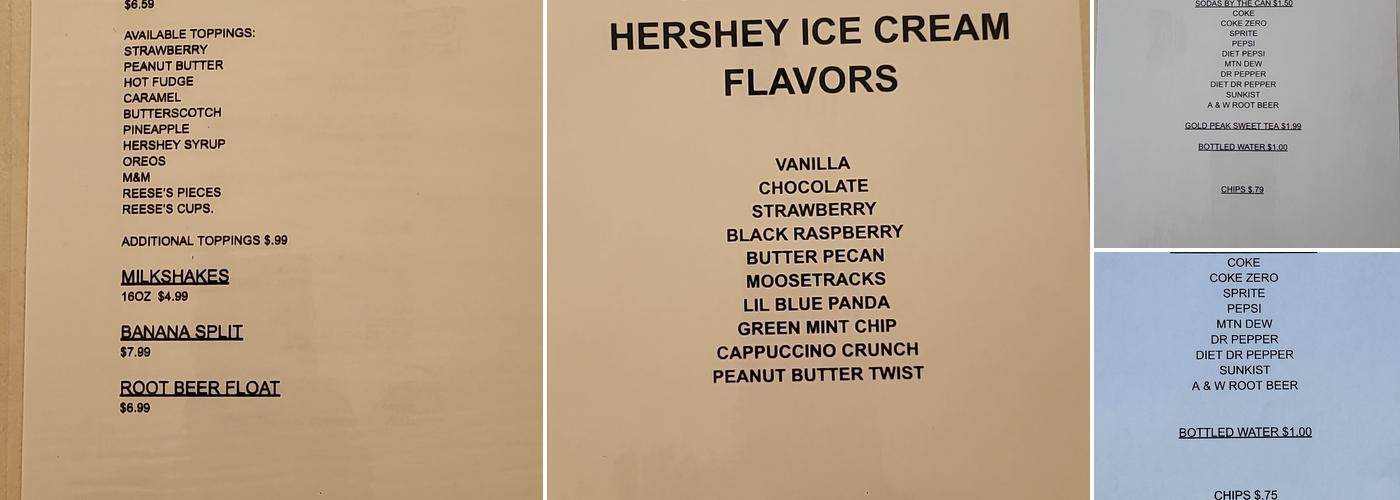 $6.59
AVAILABLE TOPPINGS:
STRAWBERRY
PEANUT BUTTER
HOT FUDGE
CARAMEL
BUTTERSCOTCH
PINEAPPLE
HERSHEY SYRUP
OREOS
M&M
REESE'S PIECES
REESE'S CUPS.
ADDITIONAL TOPPINGS $.99
MILKSHAKES
16OZ $4.99
BANANA SPLIT
$7.99
ROOT BEER FLOAT
$6.99
HERSHEY ICE CREAM
FLAVORS
VANILLA
CHOCOLATE
STRAWBERRY
BLACK RASPBERRY
BUTTER PECAN
MOOSETRACKS
LIL BLUE PANDA
GREEN MINT CHIP
CAPPUCCINO CRUNCH
PEANUT BUTTER TWIST
SODAS BY THE CAN $1.50
COKE
COKE ZERO
SPRITE
PEPSI
DIET PEPSI
MTN DEW
DR PEPPER
DIET DR PEPPER
SUNKIST
A & W ROOT BEER
GOLD PEAK SWEET TEA $1.99
BOTTLED WATER $1.00
CHIPS $.79
COKE
COKE ZERO
SPRITE
PEPSI
MTN DEW
DR PEPPER
DIET DR PEPPER
SUNKIST
A & W ROOT BEER
BOTTLED WATER $1.00
CHIPS $.75